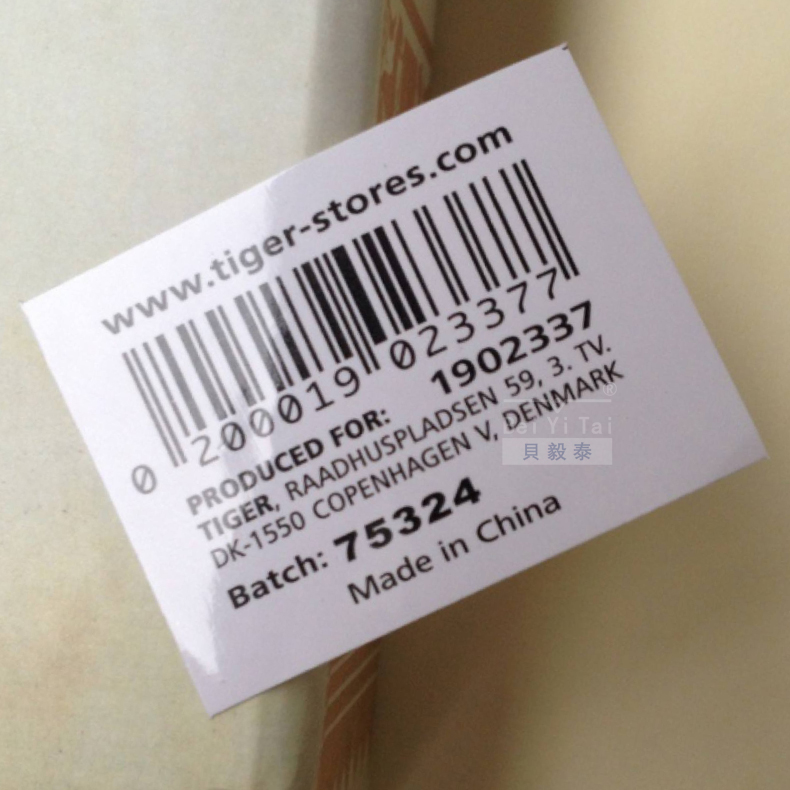 www.tiger-stores.com
0 200019 023377
PRODUCED FOR: 1902337
TIGER, RAADHUSPLADSEN 59, 3. TV.
DK-1550 COPENHAGEN V, DENMARK
Batch: 75324
Made in China
®
Bei Yi Tai
貝毅泰